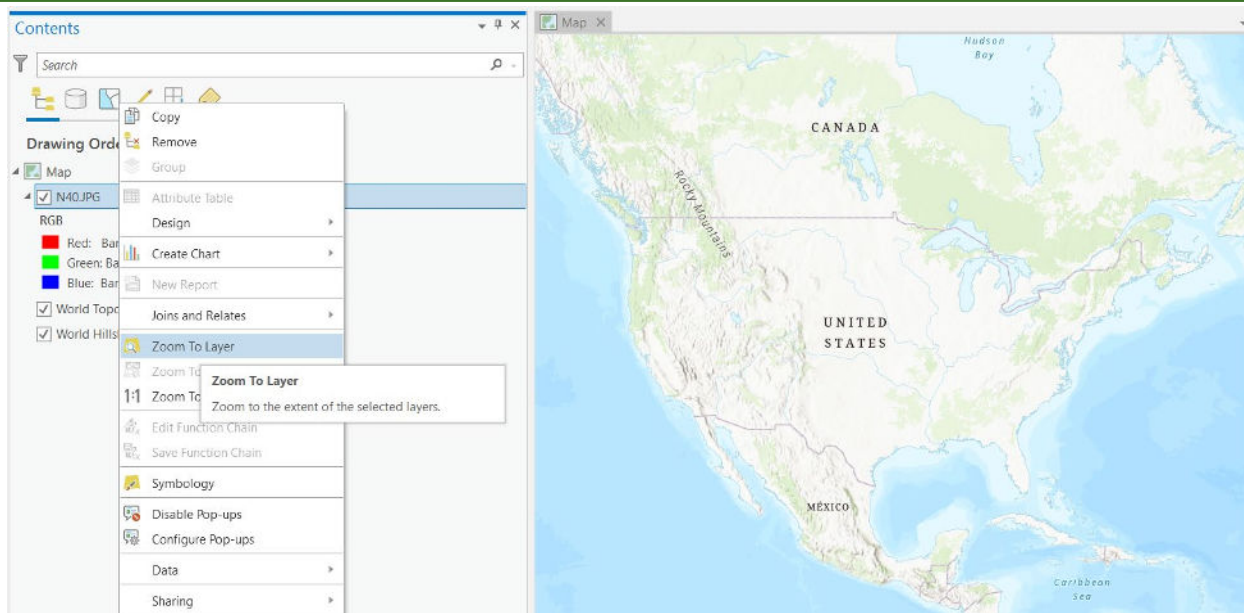 Contents
Search
Drawing Orde
Map
N40.JPG
RGB
Red: Bar
Green: Ba
Blue: Bar
World Topo
World Hills
Copy
Remove
Group
Attribute Table
Design
Create Chart
New Report
Joins and Relates
Zoom To Layer
Zoom To
1:1 Zoom To
Zoom To Layer
Zoom to the extent of the selected layers.
Edit Function Chain
Save Function Chain
Symbology
Disable Pop-ups
Configure Pop-ups
Data
Sharing
Map
Hudson
Bay
CANADA
Rocky Mountains
UNITED
STATES
MÉXICO
Caribbean
Sea